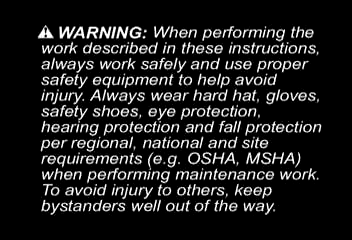 ⚠ WARNING: When performing the
work described in these instructions,
always work safely and use proper
safety equipment to help avoid
injury. Always wear hard hat, gloves,
safety shoes, eye protection,
hearing protection and fall protection
per regional, national and site
requirements (e.g. OSHA, MSHA)
when performing maintenance work.
To avoid injury to others, keep
bystanders well out of the way.